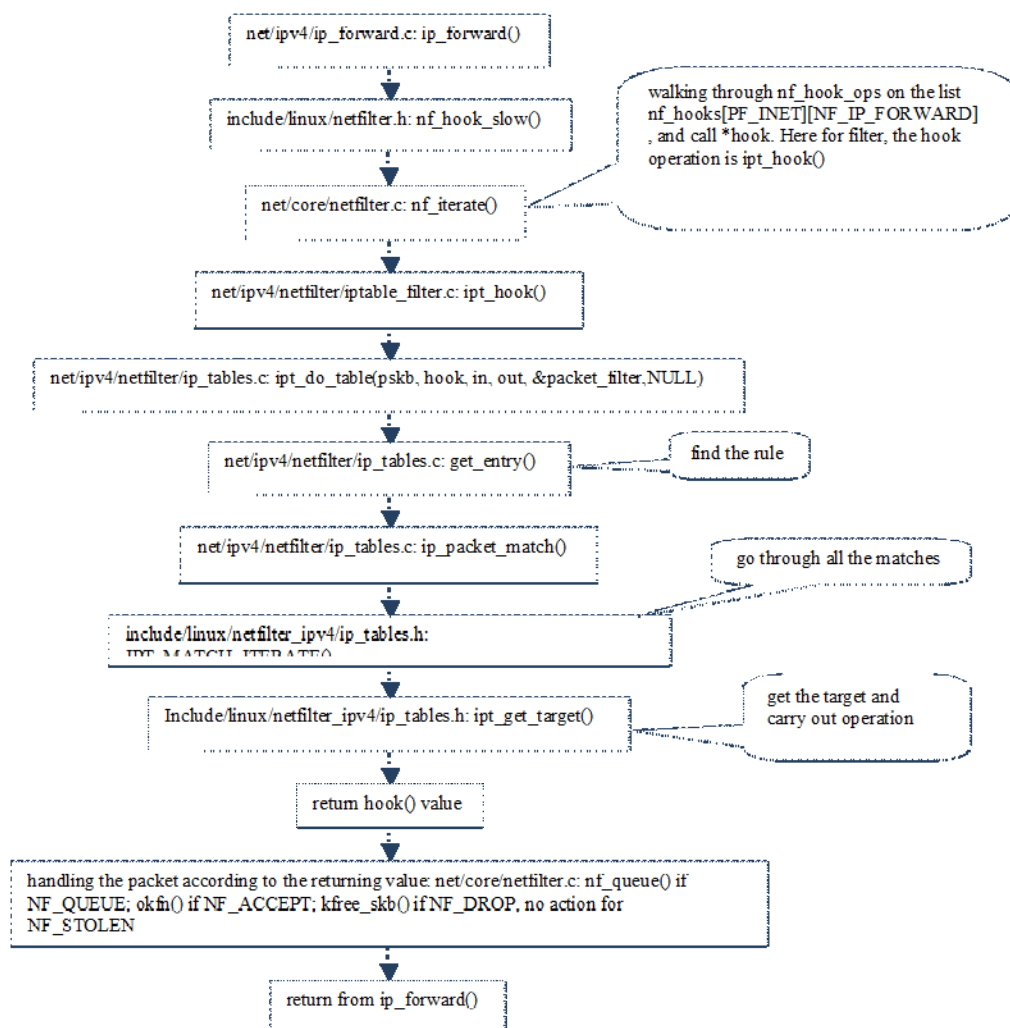 net/ipv4/ip_forward.c: ip_forward()
walking through nf_hook_ops on the list
nf_hooks[PF_INET][NF_IP_FORWARD]
, and call *hook. Here for filter, the hook
operation is ipt_hook()
include/linux/netfilter.h: nf_hook_slow()
net/core/netfilter.c: nf_iterate()
net/ipv4/netfilter/iptable_filter.c: ipt_hook()
net/ipv4/netfilter/ip_tables.c: ipt_do_table(pskb, hook, in, out, &packet_filter,NULL)
net/ipv4/netfilter/ip_tables.c: get_entry()
find the rule
net/ipv4/netfilter/ip_tables.c: ip_packet_match()
go through all the matches
include/linux/netfilter_ipv4/ip_tables.h:
IPT_MATCH_ITERATE()
Include/linux/netfilter_ipv4/ip_tables.h: ipt_get_target()
get the target and
carry out operation
return hook() value
handling the packet according to the returning value: net/core/netfilter.c: nf_queue() if
NF_QUEUE; okfn() if NF_ACCEPT; kfree_skb() if NF_DROP, no action for
NF_STOLEN
return from ip_forward()